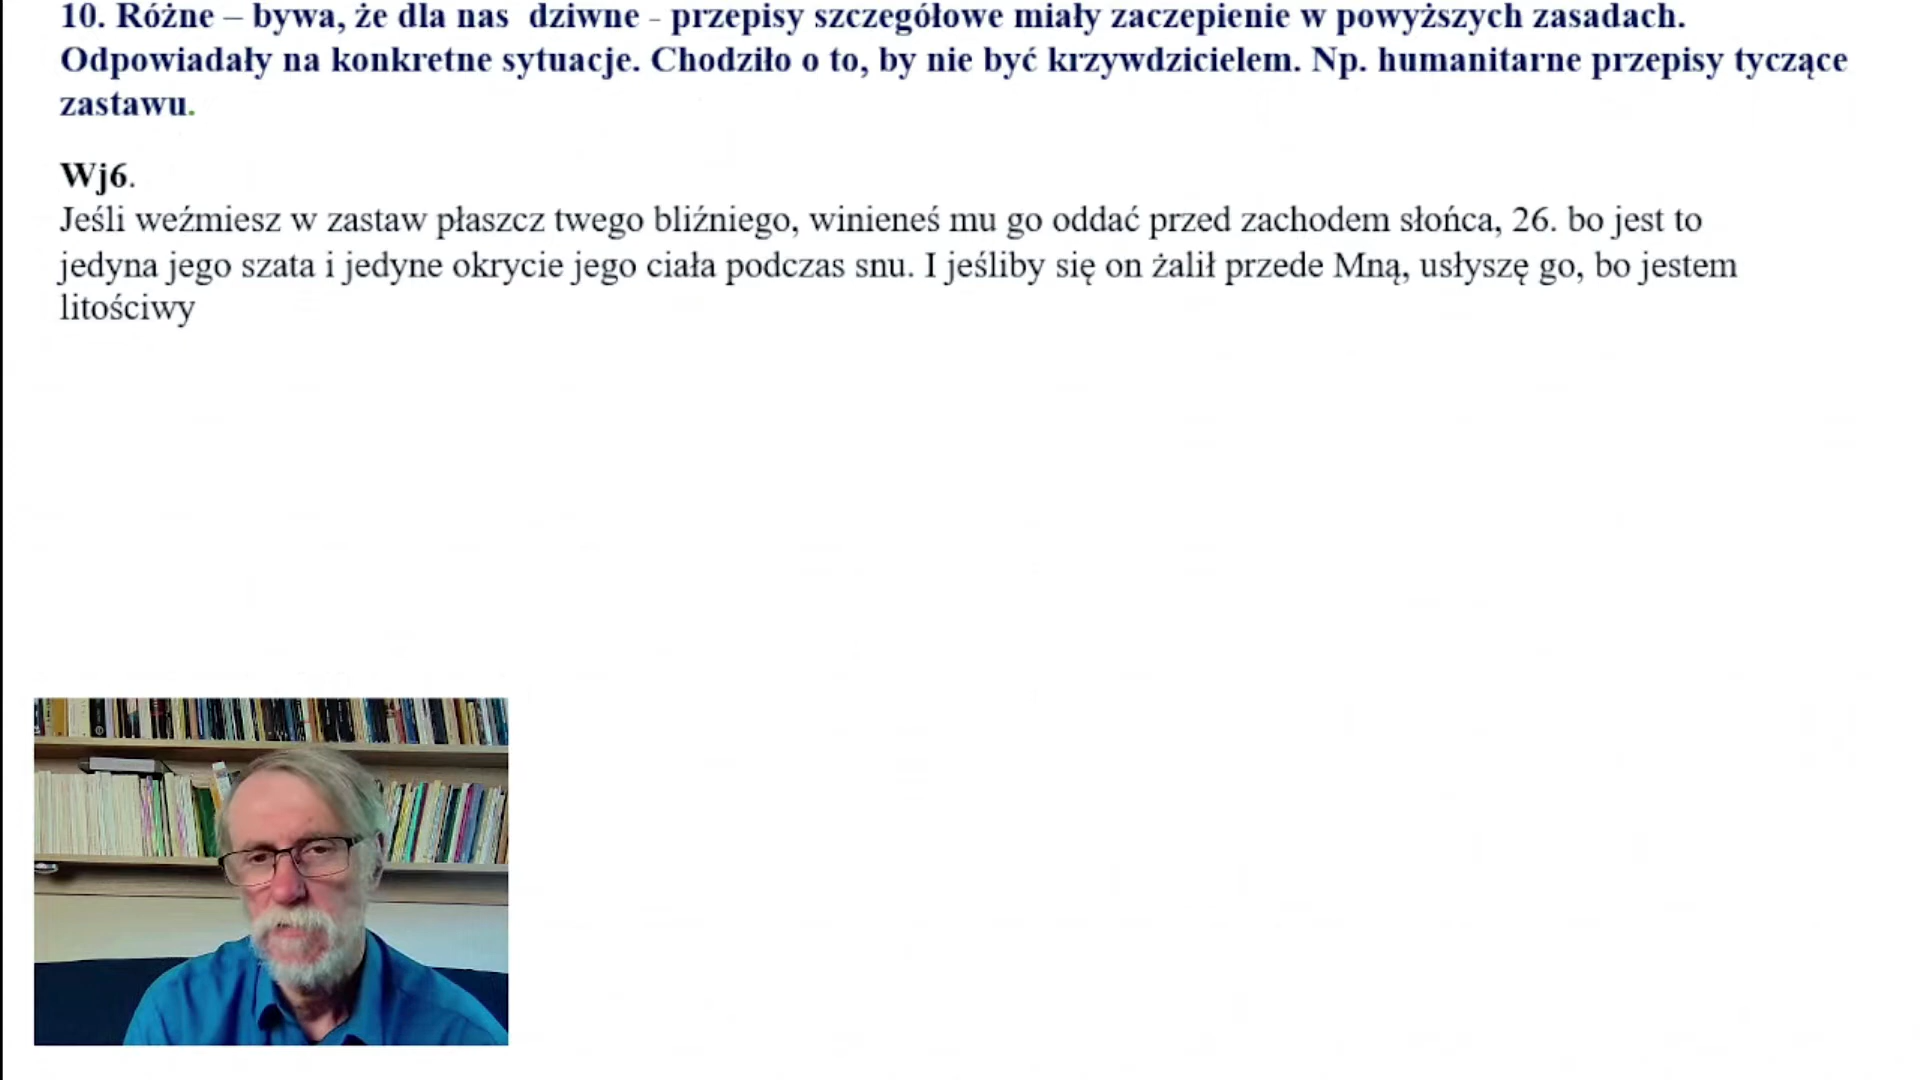 10. Różne – bywa, że dla nas  dziwne - przepisy szczegółowe miały zaczepienie w powyższych zasadach.
Odpowiadały na konkretne sytuacje. Chodziło o to, by nie być krzywdzicielem. Np. humanitarne przepisy tyczące
zastawu.
Wj6.
Jeśli weźmiesz w zastaw płaszcz twego bliźniego, winieneś mu go oddać przed zachodem słońca, 26. bo jest to
jedyna jego szata i jedyne okrycie jego ciała podczas snu. I jeśliby się on żalił przede Mną, usłyszę go, bo jestem
litościwy